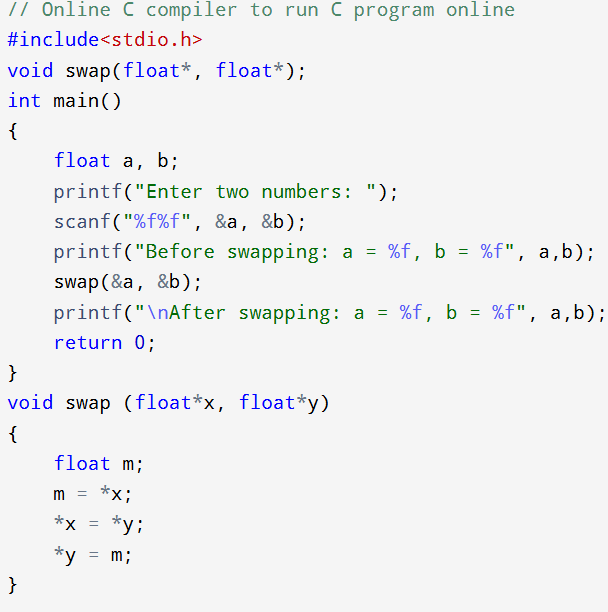 // Online C compiler to run C program online
#include<stdio.h>
void swap(float*, float*);
int main()
{
    float a, b;
    printf("Enter two numbers: ");
    scanf("%f%f", &a, &b);
    printf("Before swapping: a = %f, b = %f", a,b);
    swap(&a, &b);
    printf("\nAfter swapping: a = %f, b = %f", a,b);
    return 0;
}
void swap (float*x, float*y)
{
    float m;
    m = *x;
    *x = *y;
    *y = m;
}